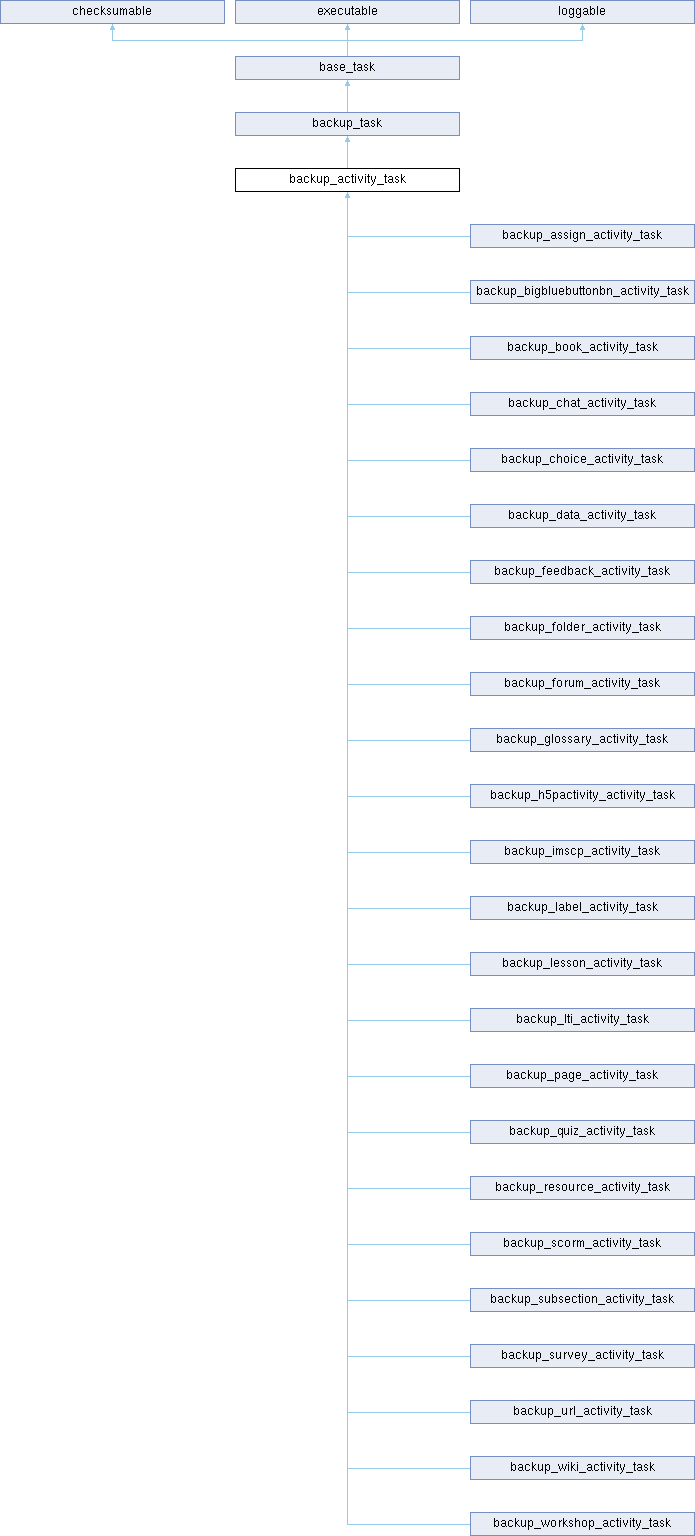 checksumable
executable
loggable
base_task
backup_task
backup_activity_task
backup_assign_activity_task
backup_bigbluebuttonbn_activity_task
backup_book_activity_task
backup_chat_activity_task
backup_choice_activity_task
backup_data_activity_task
backup_feedback_activity_task
backup_folder_activity_task
backup_forum_activity_task
backup_glossary_activity_task
backup_h5pactivity_activity_task
backup_imscp_activity_task
backup_label_activity_task
backup_lesson_activity_task
backup_lti_activity_task
backup_page_activity_task
backup_quiz_activity_task
backup_resource_activity_task
backup_scorm_activity_task
backup_subsection_activity_task
backup_survey_activity_task
backup_url_activity_task
backup_wiki_activity_task
backup_workshop_activity_task